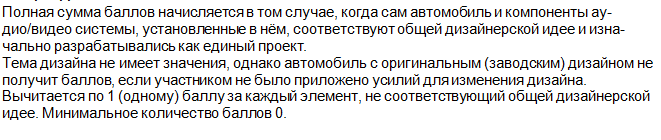 Полная сумма баллов начисляется в том случае, когда сам автомобиль и компоненты ау-
дио/видео системы, установленные в нём, соответствуют общей дизайнерской идее и изна-
чально разрабатывались как единый проект.
Тема дизайна не имеет значения, однако автомобиль с оригинальным (заводским) дизайном не
получит баллов, если участником не было приложено усилий для изменения дизайна.
Вычитается по 1 (одному) баллу за каждый элемент, не соответствующий общей дизайнерской
идее. Минимальное количество баллов 0.